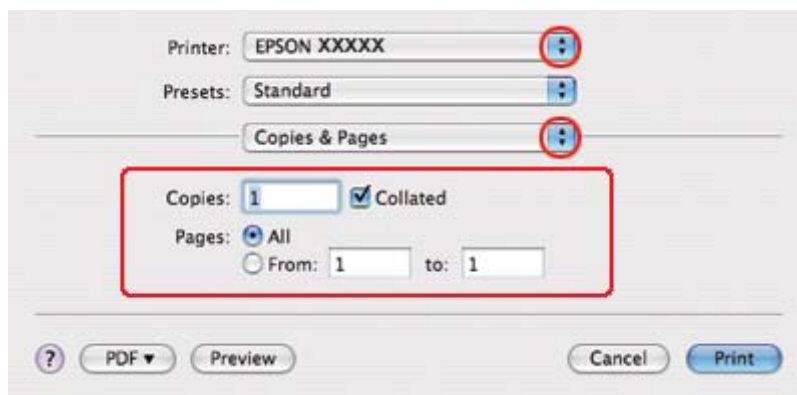 Printer: EPSON XXXXX
Presets: Standard
Copies & Pages
Copies: 1 Collated
Pages: All
From: 1 to: 1
? PDF ▼ Preview Cancel Print